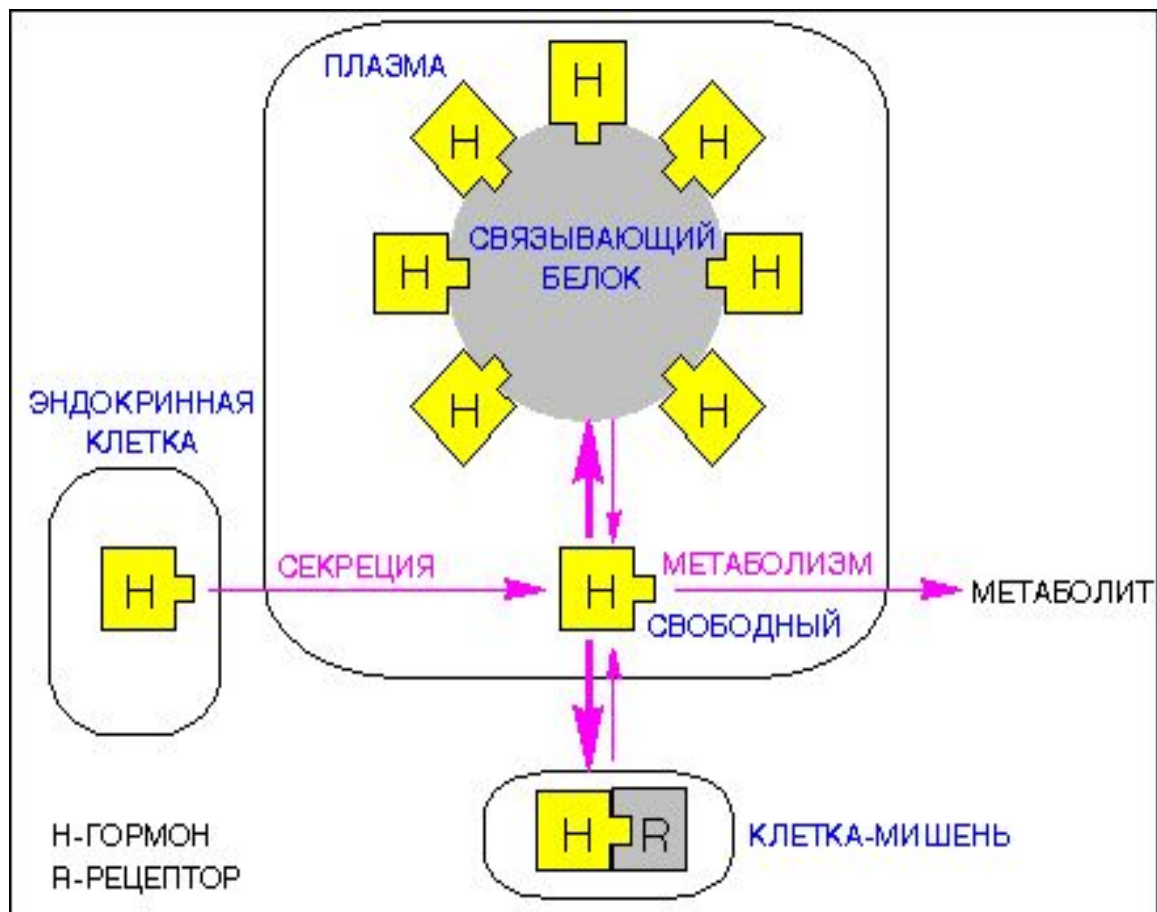 ПЛАЗМА
H
H
H
СВЯЗЫВАЮЩИЙ
БЕЛОК
H
H
H
H
ЭНДОКРИННАЯ
КЛЕТКА
H
СЕКРЕЦИЯ
H
МЕТАБОЛИЗМ
МЕТАБОЛИТ
СВОБОДНЫЙ
H
R
КЛЕТКА-МИШЕНЬ
H-ГОРМОН
R-РЕЦЕПТОР